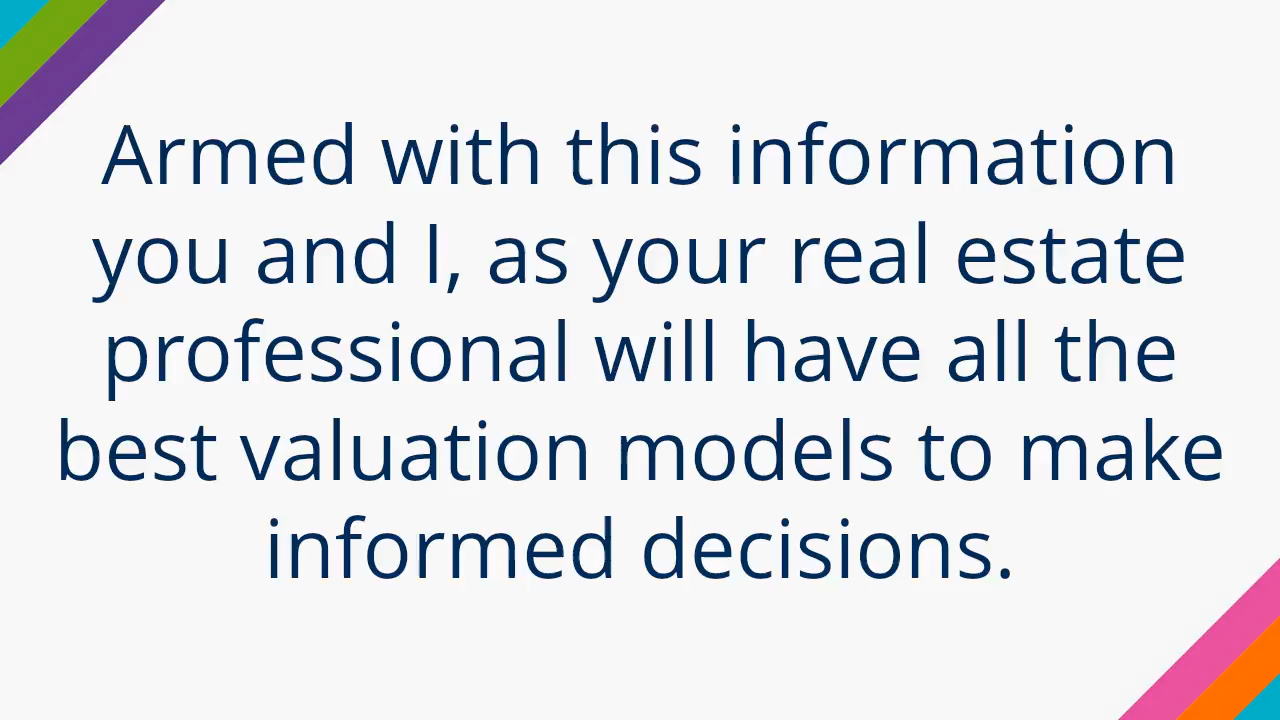 Armed with this information
you and I, as your real estate
professional will have all the
best valuation models to make
informed decisions.